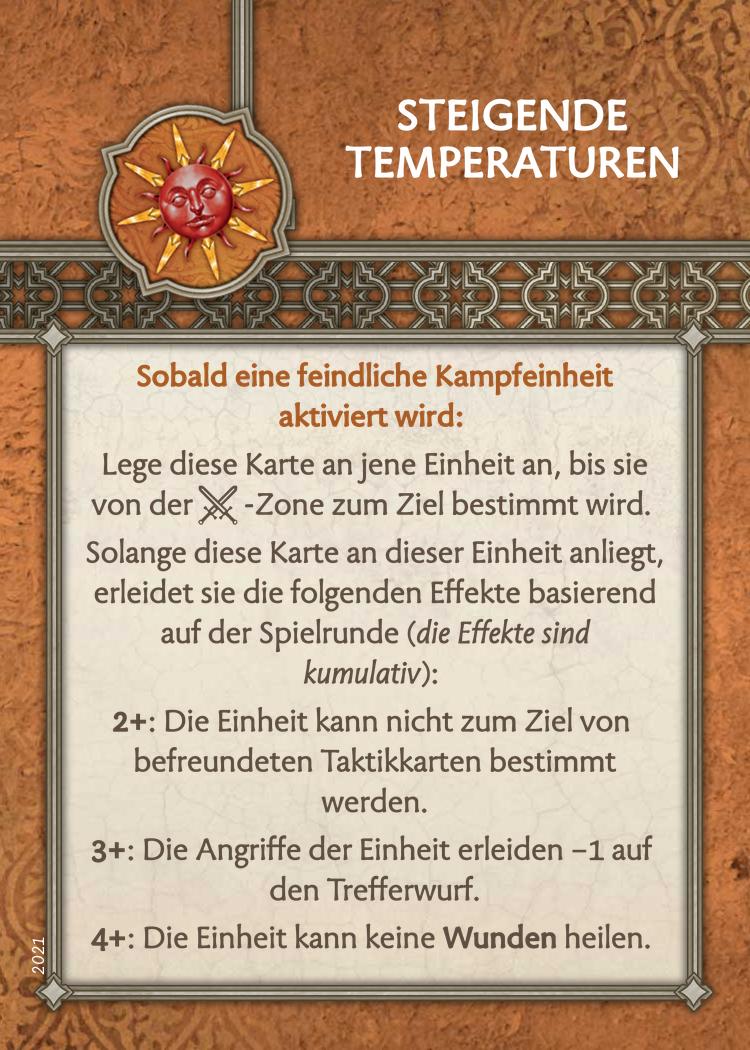 STEIGENDE
TEMPERATUREN
Sobald eine feindliche Kampfeinheit
aktiviert wird:
Lege diese Karte an jene Einheit an, bis sie
von der -Zone zum Ziel bestimmt wird.
Solange diese Karte an dieser Einheit anliegt,
erleidet sie die folgenden Effekte basierend
auf der Spielrunde (die Effekte sind
kumulativ):
2+: Die Einheit kann nicht zum Ziel von
befreundeten Taktikkarten bestimmt
werden.
3+: Die Angriffe der Einheit erleiden −1 auf
den Trefferwurf.
4+: Die Einheit kann keine Wunden heilen.
2021